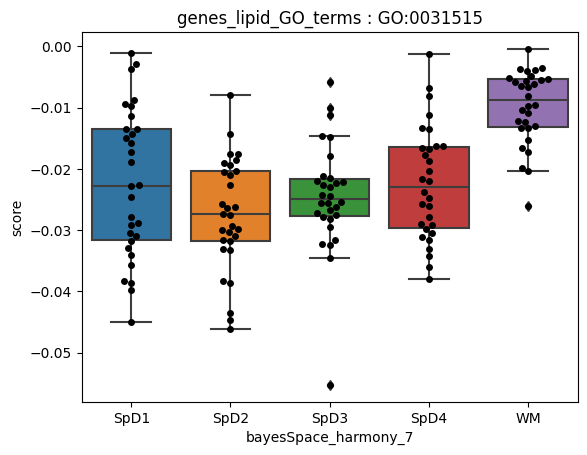 genes_lipid_GO_terms : GO:0031515
0.00
−0.01
−0.02
−0.03
−0.04
−0.05
score
SpD1 SpD2 SpD3 SpD4 WM
bayesSpace_harmony_7